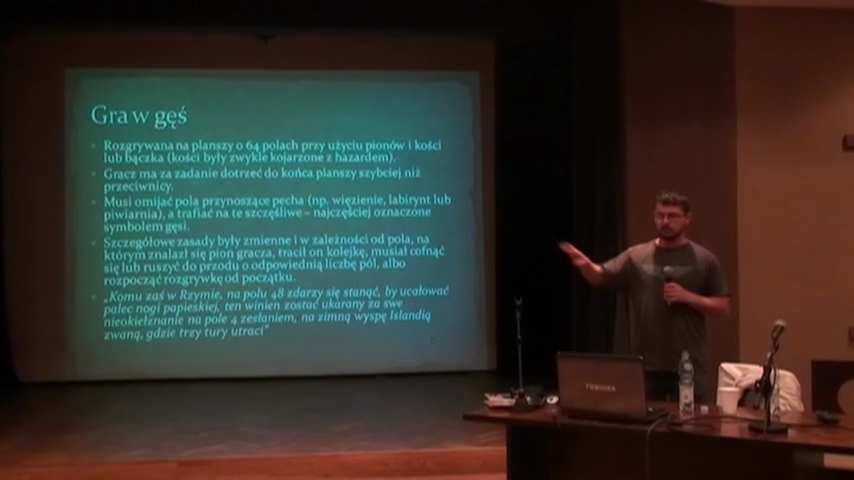 Gra w gęś
Rozgrywana na planszy o 64 polach przy użyciu pionów i kości
lub bączka (kości były zwykle kojarzone z hazardem).
Gracz ma za zadanie dotrzeć do końca planszy szybciej niż
przeciwnicy.
Musi omijać pola przynoszące pecha (np. więzienie, labirynt lub
piwiarnia), a trafiać na te szczęśliwe – najczęściej oznaczone
symbolem gęsi.
Szczegółowe zasady były zmienne i w zależności od pola, na
którym znalazł się pion gracza, tracił on kolejkę, musiał cofnąć
się lub ruszyć do przodu o odpowiednią liczbę pól, albo
rozpocząć rozgrywkę od początku.
„Komu zaś w Rzymie, na polu 48 zdarzy się stanąć, by ucałować
palec nogi papieskiej, ten winien zostać ukarany za swe
nieokiełznanie na pole 4 zesłaniem, na zimną wyspę Islandią
zwaną, gdzie trzy tury utraci”
TOSHIBA